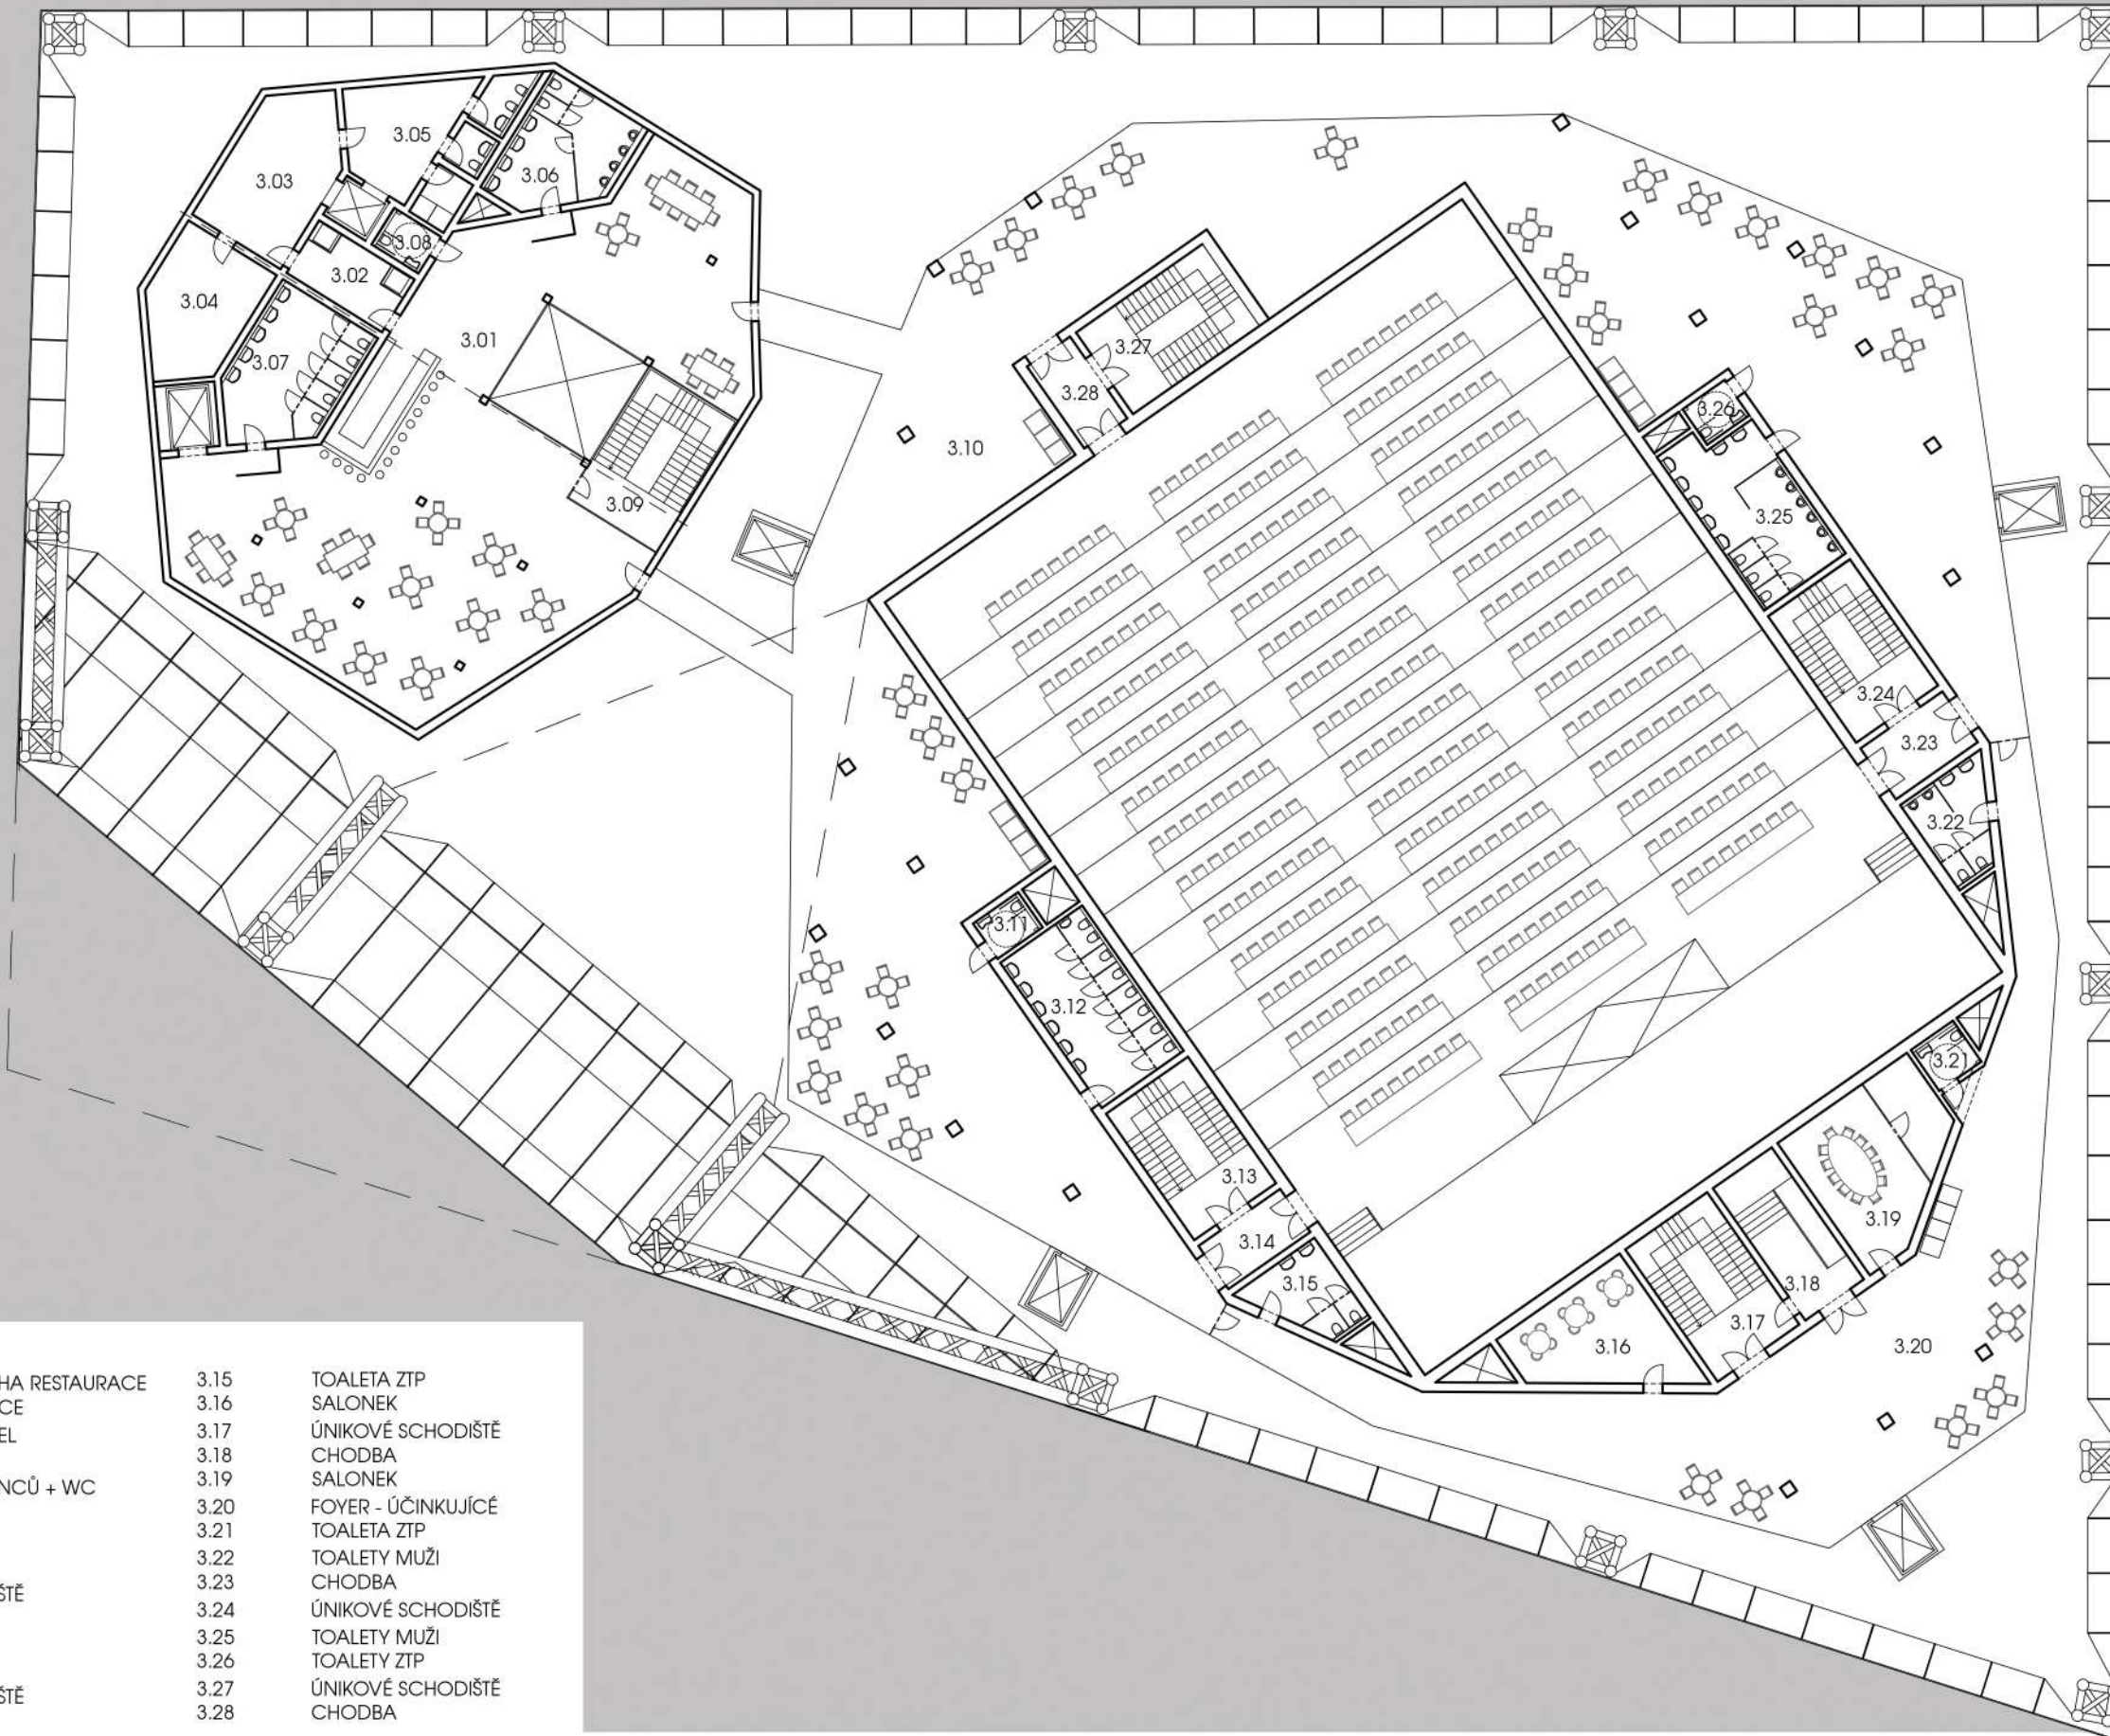 3.05
3.06
3.03
3.08
3.02
3.04
3.01
3.07
3.09
3.27
3.28
3.10
3.26
3.25
3.24
3.23
3.22
3.11
3.12
3.21
3.13
3.14
3.15
3.19
3.18
3.17
3.16
3.20
HA RESTAURACE
CE
EL
NCŮ + WC
ŠTĚ
ŠTĚ
3.15 TOALETA ZTP
3.16 SALONEK
3.17 ÚNIKOVÉ SCHODIŠTĚ
3.18 CHODBA
3.19 SALONEK
3.20 FOYER - ÚČINKUJÍCÉ
3.21 TOALETA ZTP
3.22 TOALETY MUŽI
3.23 CHODBA
3.24 ÚNIKOVÉ SCHODIŠTĚ
3.25 TOALETY MUŽI
3.26 TOALETY ZTP
3.27 ÚNIKOVÉ SCHODIŠTĚ
3.28 CHODBA